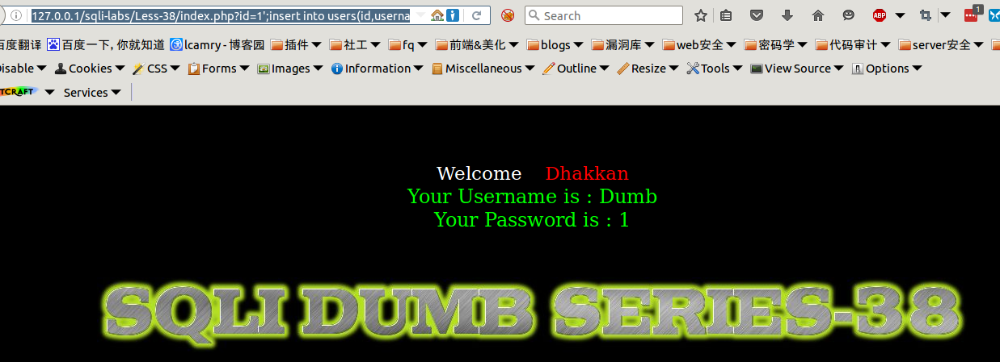 127.0.0.1/sqli-labs/Less-38/index.php?id=1';insert into users(id,userna
Search
1
百度翻译 百度一下,你就知道 lcamry - 博客园 插件 社工 fq 前端&美化 blogs 漏洞库 web安全 密码学 代码审计 server安全
isable Cookies CSS Forms Images Information Miscellaneous Outline Resize Tools View Source Options
TCRAFT Services
Welcome Dhakkan
Your Username is : Dumb
Your Password is : 1
SQLI DUMB SERIES-38